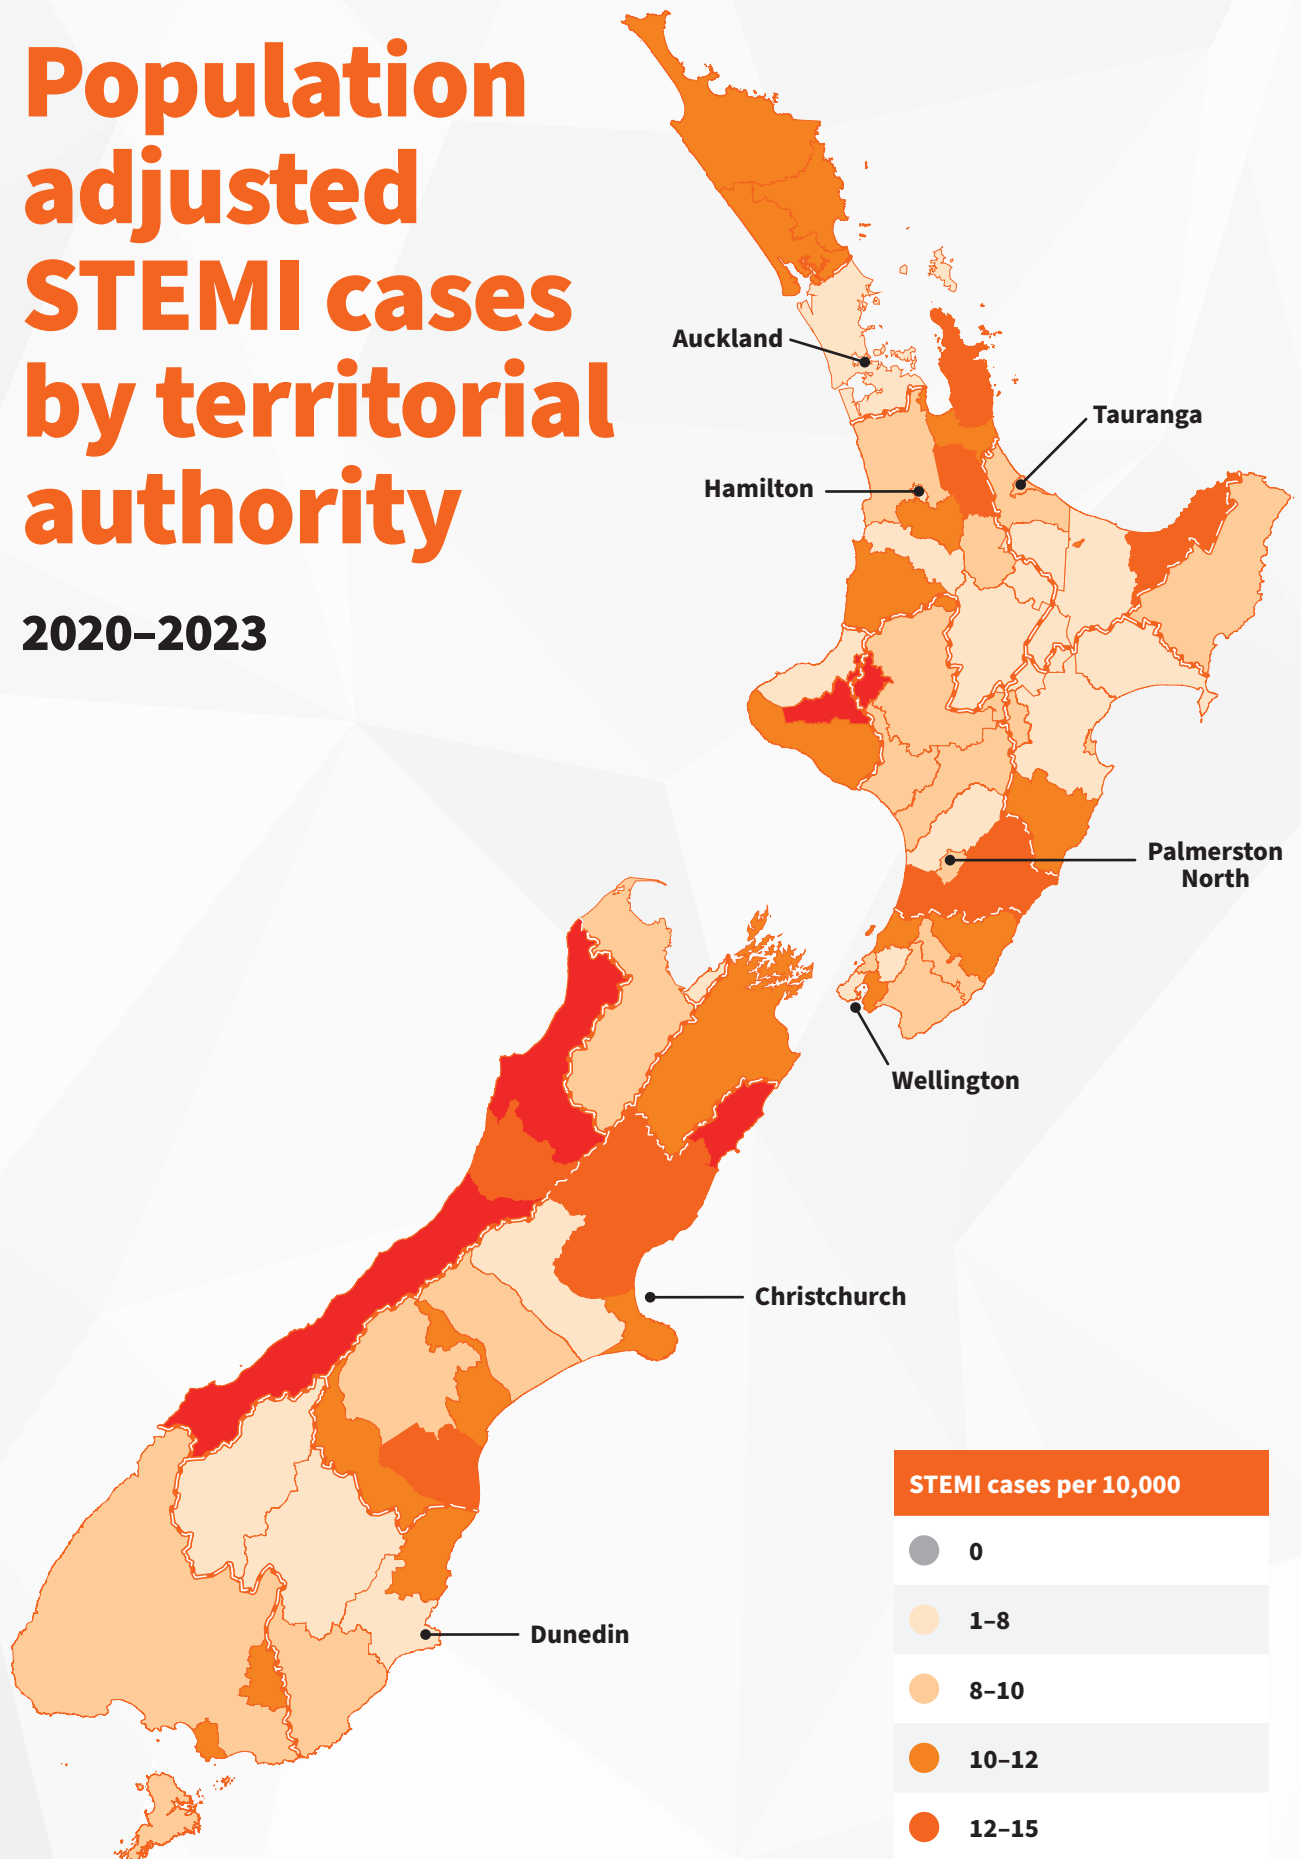 Population
adjusted
STEMI cases
by territorial
authority
2020–2023
Auckland
Tauranga
Hamilton
Palmerston
North
Wellington
Christchurch
Dunedin
STEMI cases per 10,000
0
1–8
8–10
10–12
12–15